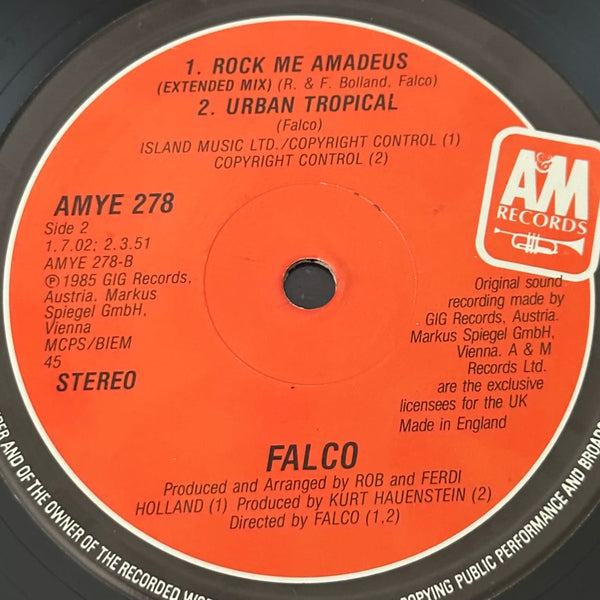 1. ROCK ME AMADEUS
(EXTENDED MIX) (R. & F. Bolland, Falco)
2. URBAN TROPICAL
(Falco)
ISLAND MUSIC LTD./COPYRIGHT CONTROL (1)
COPYRIGHT CONTROL (2)
A&M
RECORDS
AMYE 278
Side 2
1. 7.02; 2. 3.51
AMYE 278-B
℗ 1985 GIG Records,
Austria. Markus
Spiegel GmbH,
Vienna
MCPS/BIEM
45
STEREO
Original sound
recording made by
GIG Records, Austria.
Markus Spiegel GmbH,
Vienna. A & M
Records Ltd.
are the exclusive
licensees for the UK
Made in England
FALCO
Produced and Arranged by ROB and FERDI
HOLLAND (1) Produced by KURT HAUENSTEIN (2)
Directed by FALCO (1,2)
AND OF THE OWNER OF THE RECORDED
COPYING PUBLIC PERFORMANCE AND